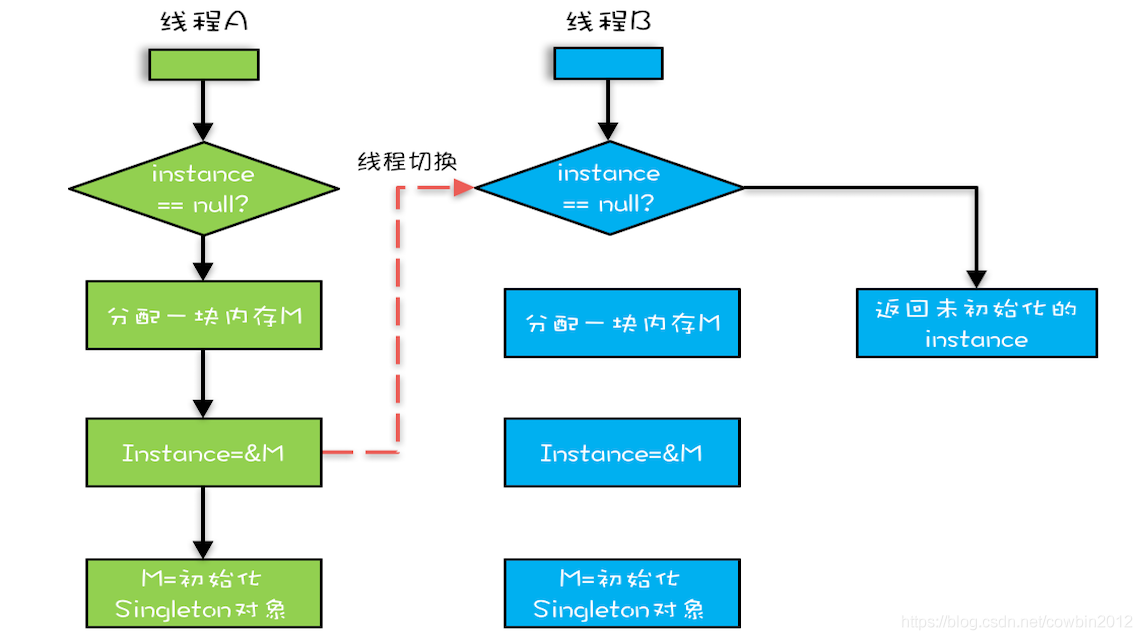 线程A
线程B
instance
== null?
线程切换
instance
== null?
分配一块内存M
分配一块内存M
返回未初始化的
instance
Instance=&M
Instance=&M
M=初始化
Singleton对象
M=初始化
Singleton对象
https://blog.csdn.net/cowbin2012